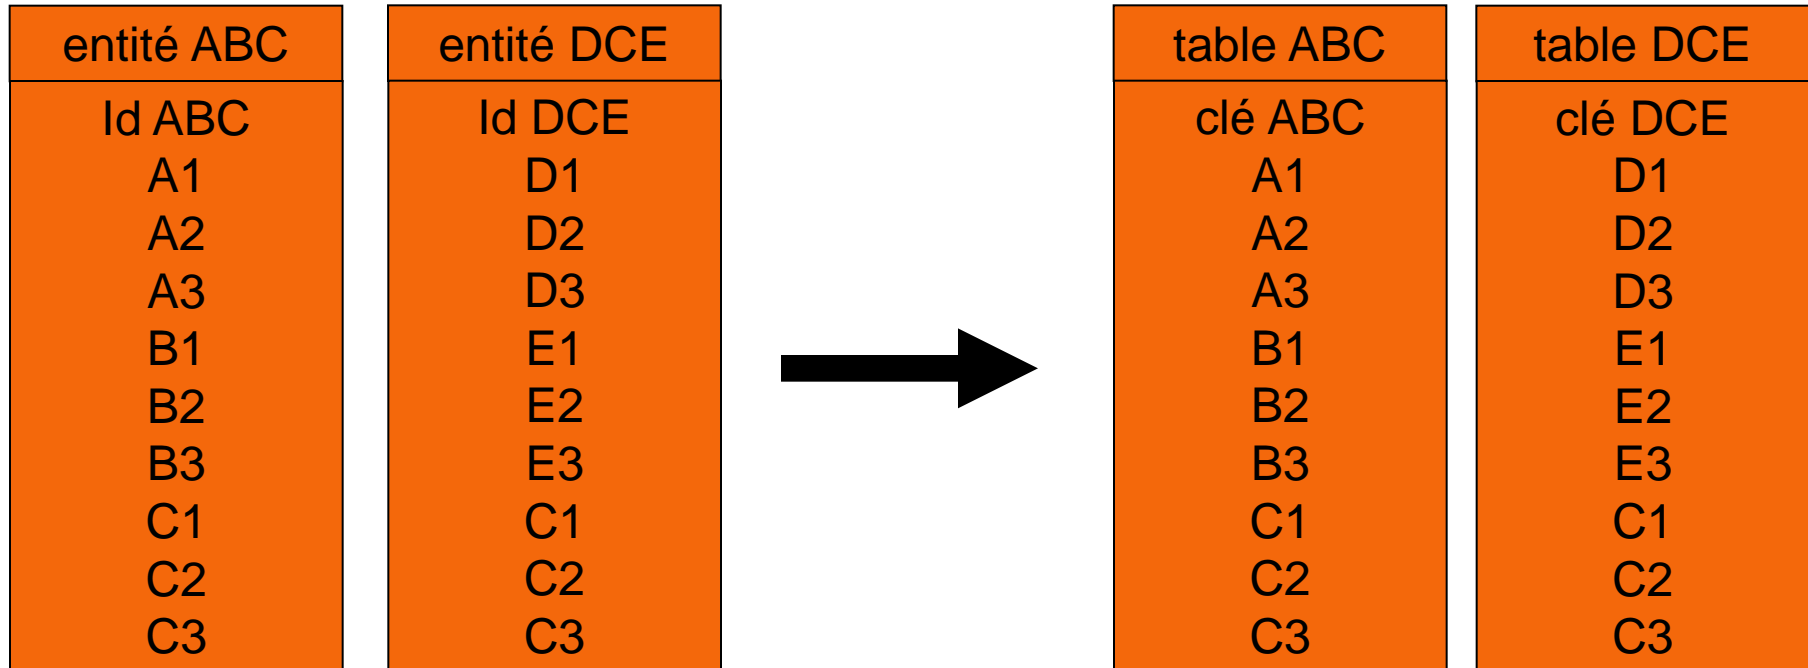 entité ABC
Id ABC
A1
A2
A3
B1
B2
B3
C1
C2
C3
entité DCE
Id DCE
D1
D2
D3
E1
E2
E3
C1
C2
C3
table ABC
clé ABC
A1
A2
A3
B1
B2
B3
C1
C2
C3
table DCE
clé DCE
D1
D2
D3
E1
E2
E3
C1
C2
C3